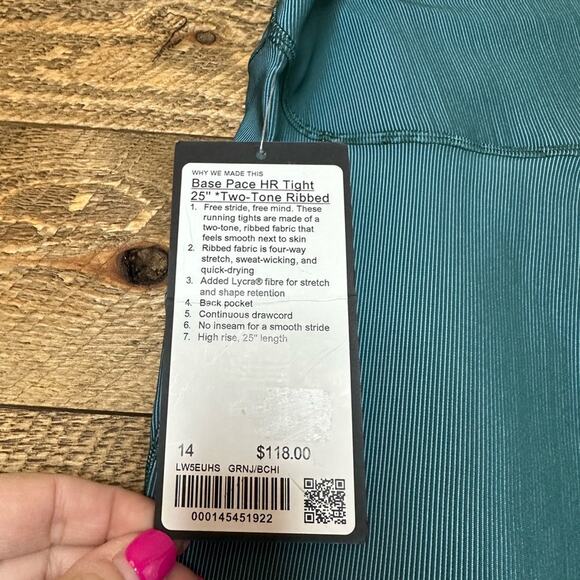 WHY WE MADE THIS
Base Pace HR Tight
25" *Two-Tone Ribbed
1. Free stride, free mind. These
running tights are made of a
two-tone, ribbed fabric that
feels smooth next to skin
2. Ribbed fabric is four-way
stretch, sweat-wicking, and
quick-drying
3. Added Lycra® fibre for stretch
and shape retention
4. Back pocket
5. Continuous drawcord
6. No inseam for a smooth stride
7. High rise, 25" length
14 $118.00
LW5EUHS GRNJ/BCHI
000145451922